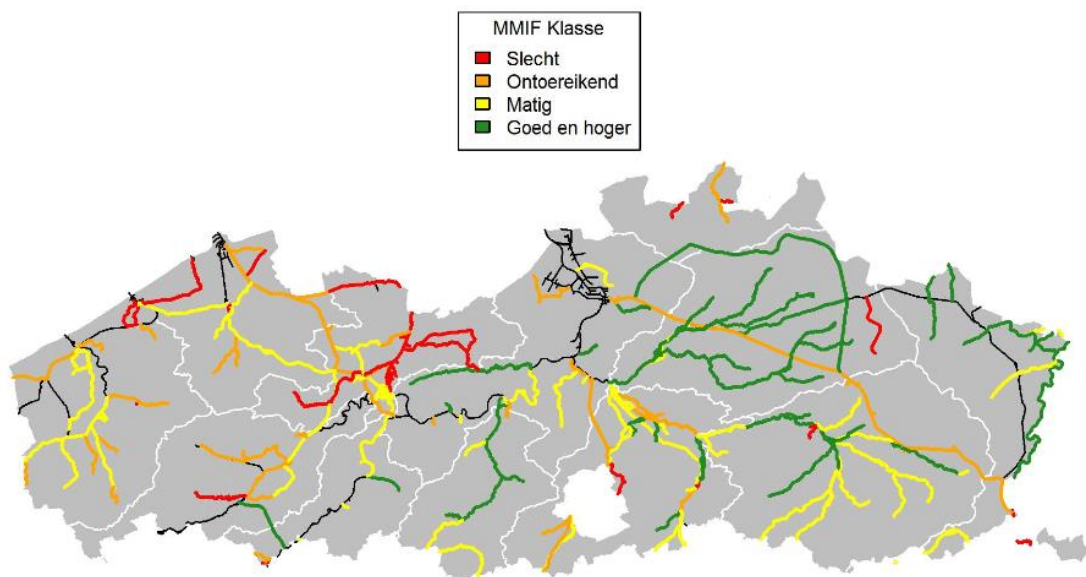 MMIF Klasse
Slecht
Ontoereikend
Matig
Goed en hoger